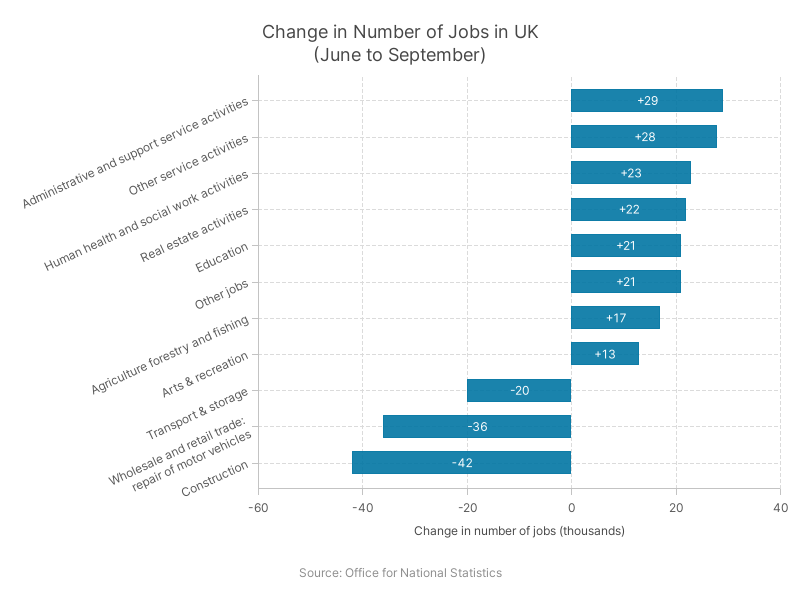 Change in Number of Jobs in UK
(June to September)
Administrative and support service activities
+29
Other service activities
+28
Human health and social work activities
+23
Real estate activities
+22
Education
+21
Other jobs
+21
Agriculture forestry and fishing
+17
Arts & recreation
+13
Transport & storage
-20
Wholesale and retail trade:
repair of motor vehicles
-36
Construction
-42
-60 -40 -20 0 20 40
Change in number of jobs (thousands)
Source: Office for National Statistics